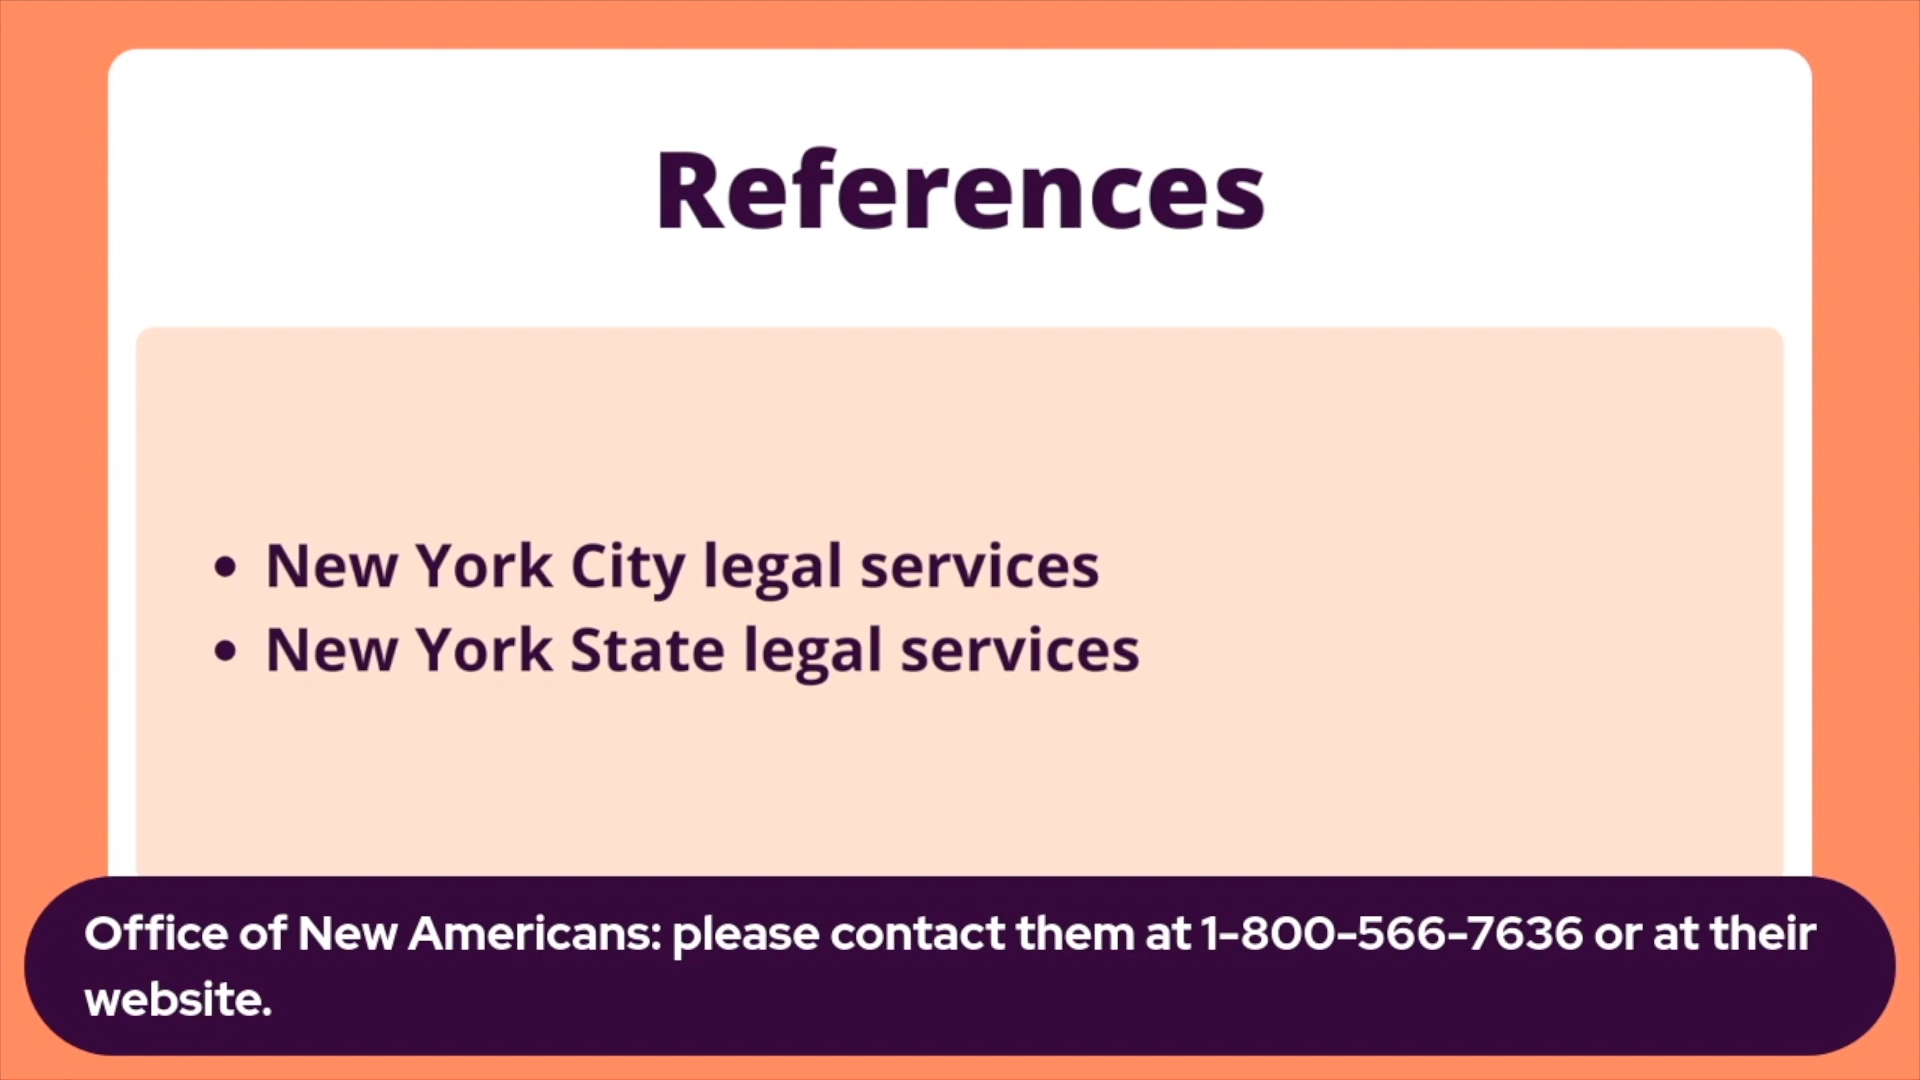 References
• New York City legal services
• New York State legal services
Office of New Americans: please contact them at 1-800-566-7636 or at their
website.